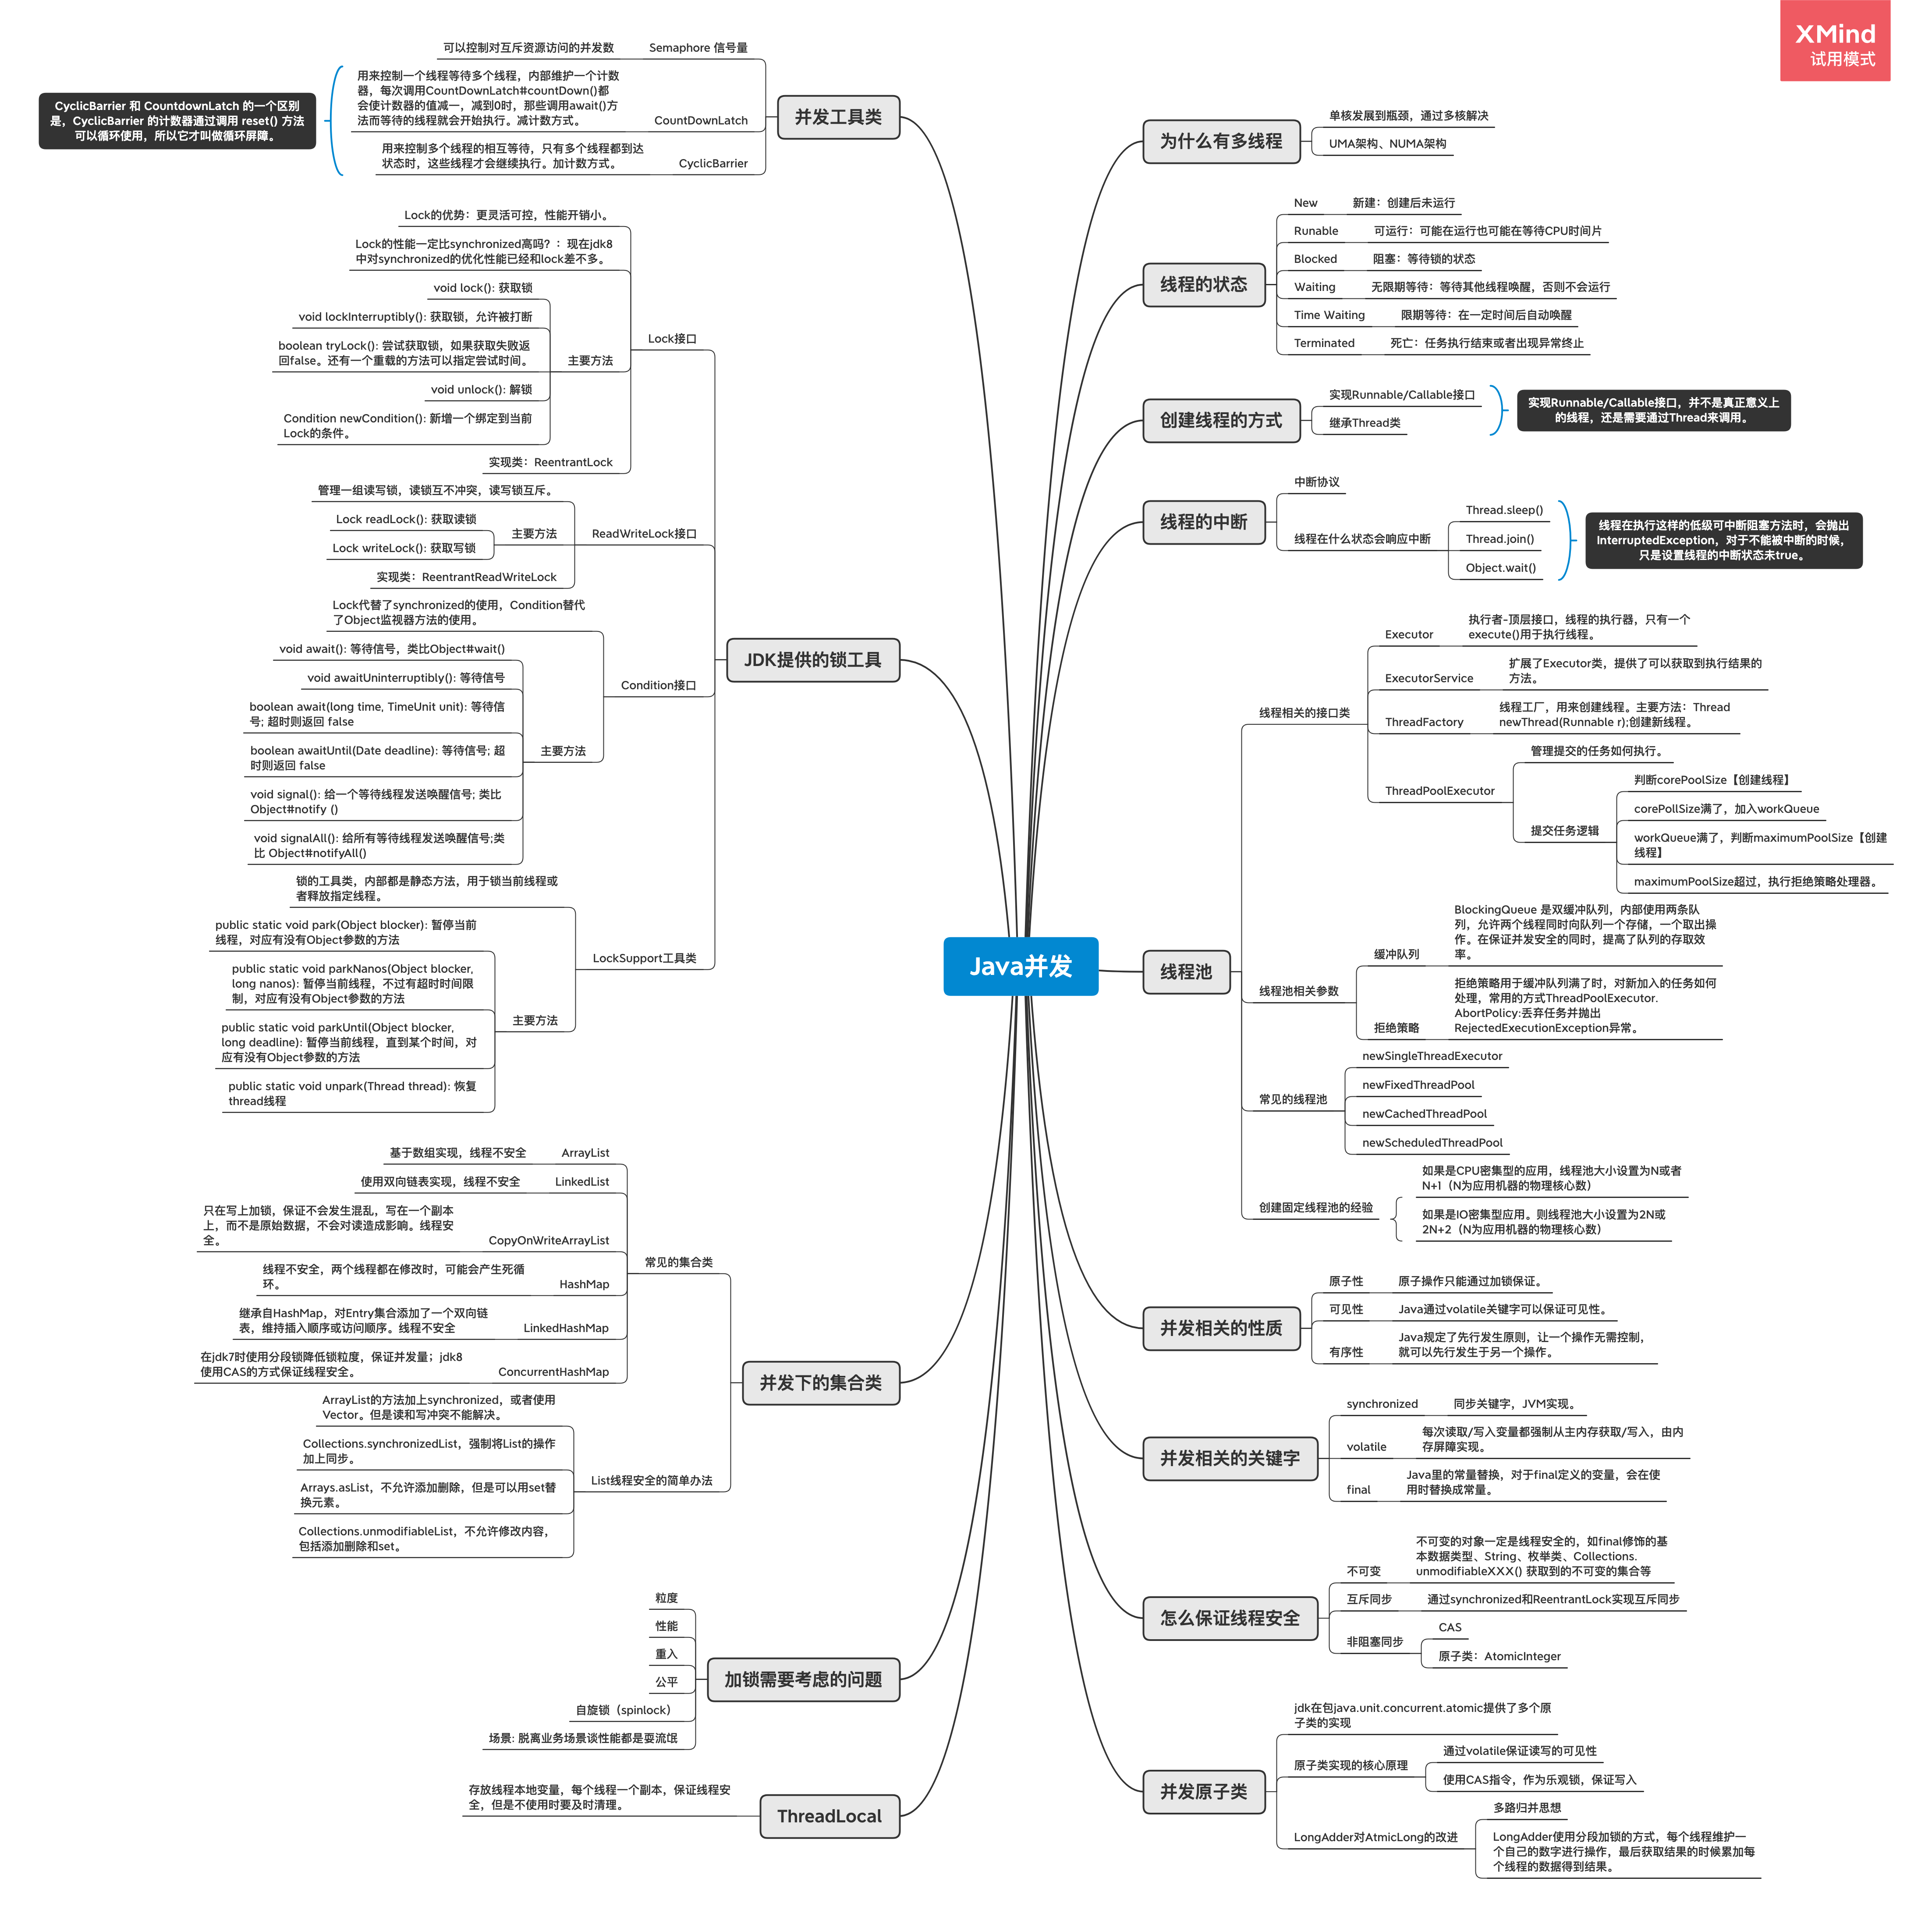 XMind
试用模式
Java并发
为什么有多线程
单核发展到瓶颈，通过多核解决
UMA架构、NUMA架构
线程的状态
New
新建：创建后未运行
Runable
可运行：可能在运行也可能在等待CPU时间片
Blocked
阻塞：等待锁的状态
Waiting
无限期等待：等待其他线程唤醒，否则不会运行
Time Waiting
限期等待：在一定时间后自动唤醒
Terminated
死亡：任务执行结束或者出现异常终止
创建线程的方式
实现Runnable/Callable接口
继承Thread类
实现Runnable/Callable接口，并不是真正意义上
的线程，还是需要通过Thread来调用。
线程的中断
中断协议
线程在什么状态会响应中断
Thread.sleep()
Thread.join()
Object.wait()
线程在执行这样的低级可中断阻塞方法时，会抛出
InterruptedException，对于不能被中断的时候，
只是设置线程的中断状态未true。
线程池
线程相关的接口类
Executor
执行者-顶层接口，线程的执行器，只有一个
execute()用于执行线程。
ExecutorService
扩展了Executor类，提供了可以获取到执行结果的
方法。
ThreadFactory
线程工厂，用来创建线程。主要方法：Thread
newThread(Runnable r);创建新线程。
ThreadPoolExecutor
管理提交的任务如何执行。
提交任务逻辑
判断corePoolSize【创建线程】
corePollSize满了，加入workQueue
workQueue满了，判断maximumPoolSize【创建
线程】
maximumPoolSize超过，执行拒绝策略处理器。
线程池相关参数
缓冲队列
BlockingQueue 是双缓冲队列，内部使用两条队
列，允许两个线程同时向队列一个存储，一个取出操
作。在保证并发安全的同时，提高了队列的存取效
率。
拒绝策略
拒绝策略用于缓冲队列满了时，对新加入的任务如何
处理，常用的方式ThreadPoolExecutor.
AbortPolicy:丢弃任务并抛出
RejectedExecutionException异常。
常见的线程池
newSingleThreadExecutor
newFixedThreadPool
newCachedThreadPool
newScheduledThreadPool
创建固定线程池的经验
如果是CPU密集型的应用，线程池大小设置为N或者
N+1（N为应用机器的物理核心数）
如果是IO密集型应用。则线程池大小设置为2N或
2N+2（N为应用机器的物理核心数）
并发相关的性质
原子性
原子操作只能通过加锁保证。
可见性
Java通过volatile关键字可以保证可见性。
有序性
Java规定了先行发生原则，让一个操作无需控制，
就可以先行发生于另一个操作。
并发相关的关键字
synchronized
同步关键字，JVM实现。
volatile
每次读取/写入变量都强制从主内存获取/写入，由内
存屏障实现。
final
Java里的常量替换，对于final定义的变量，会在使
用时替换成常量。
怎么保证线程安全
不可变
不可变的对象一定是线程安全的，如final修饰的基
本数据类型、String、枚举类、Collections.
unmodifiableXXX() 获取到的不可变的集合等
互斥同步
通过synchronized和ReentrantLock实现互斥同步
非阻塞同步
CAS
原子类：AtomicInteger
并发原子类
jdk在包java.unit.concurrent.atomic提供了多个原
子类的实现
原子类实现的核心原理
通过volatile保证读写的可见性
使用CAS指令，作为乐观锁，保证写入
LongAdder对AtmicLong的改进
多路归并思想
LongAdder使用分段加锁的方式，每个线程维护一
个自己的数字进行操作，最后获取结果的时候累加每
个线程的数据得到结果。
并发工具类
Semaphore 信号量
可以控制对互斥资源访问的并发数
CountDownLatch
用来控制一个线程等待多个线程，内部维护一个计数
器，每次调用CountDownLatch#countDown()都
会使计数器的值减一，减到0时，那些调用await()方
法而等待的线程就会开始执行。减计数方式。
CyclicBarrier
用来控制多个线程的相互等待，只有多个线程都到达
状态时，这些线程才会继续执行。加计数方式。
CyclicBarrier 和 CountdownLatch 的一个区别
是，CyclicBarrier 的计数器通过调用 reset() 方法
可以循环使用，所以它才叫做循环屏障。
JDK提供的锁工具
Lock接口
Lock的优势：更灵活可控，性能开销小。
Lock的性能一定比synchronized高吗？：现在jdk8
中对synchronized的优化性能已经和lock差不多。
主要方法
void lock(): 获取锁
void lockInterruptibly(): 获取锁，允许被打断
boolean tryLock(): 尝试获取锁，如果获取失败返
回false。还有一个重载的方法可以指定尝试时间。
void unlock(): 解锁
Condition newCondition(): 新增一个绑定到当前
Lock的条件。
实现类：ReentrantLock
ReadWriteLock接口
管理一组读写锁，读锁互不冲突，读写锁互斥。
主要方法
Lock readLock(): 获取读锁
Lock writeLock(): 获取写锁
实现类：ReentrantReadWriteLock
Condition接口
Lock代替了synchronized的使用，Condition替代
了Object监视器方法的使用。
主要方法
void await(): 等待信号，类比Object#wait()
void awaitUninterruptibly(): 等待信号
boolean await(long time, TimeUnit unit): 等待信
号; 超时则返回 false
boolean awaitUntil(Date deadline): 等待信号; 超
时则返回 false
void signal(): 给一个等待线程发送唤醒信号; 类比
Object#notify ()
void signalAll(): 给所有等待线程发送唤醒信号;类
比 Object#notifyAll()
LockSupport工具类
锁的工具类，内部都是静态方法，用于锁当前线程或
者释放指定线程。
主要方法
public static void park(Object blocker): 暂停当前
线程，对应有没有Object参数的方法
public static void parkNanos(Object blocker,
long nanos): 暂停当前线程，不过有超时时间限
制，对应有没有Object参数的方法
public static void parkUntil(Object blocker,
long deadline): 暂停当前线程，直到某个时间，对
应有没有Object参数的方法
public static void unpark(Thread thread): 恢复
thread线程
并发下的集合类
常见的集合类
ArrayList
基于数组实现，线程不安全
LinkedList
使用双向链表实现，线程不安全
CopyOnWriteArrayList
只在写上加锁，保证不会发生混乱，写在一个副本
上，而不是原始数据，不会对读造成影响。线程安
全。
HashMap
线程不安全，两个线程都在修改时，可能会产生死循
环。
LinkedHashMap
继承自HashMap，对Entry集合添加了一个双向链
表，维持插入顺序或访问顺序。线程不安全
ConcurrentHashMap
在jdk7时使用分段锁降低锁粒度，保证并发量；jdk8
使用CAS的方式保证线程安全。
List线程安全的简单办法
ArrayList的方法加上synchronized，或者使用
Vector。但是读和写冲突不能解决。
Collections.synchronizedList，强制将List的操作
加上同步。
Arrays.asList，不允许添加删除，但是可以用set替
换元素。
Collections.unmodifiableList，不允许修改内容，
包括添加删除和set。
加锁需要考虑的问题
粒度
性能
重入
公平
自旋锁（spinlock）
场景: 脱离业务场景谈性能都是耍流氓
ThreadLocal
存放线程本地变量，每个线程一个副本，保证线程安
全，但是不使用时要及时清理。